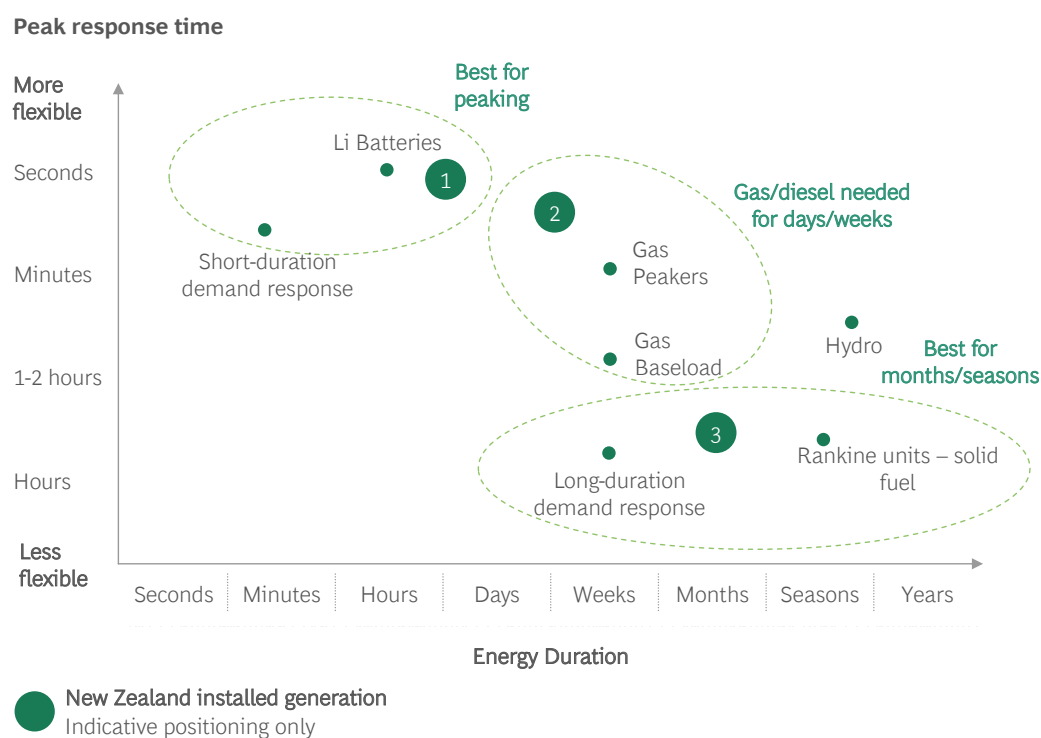 Peak response time
More
flexible
Best for
peaking
Li Batteries
Seconds
1
Gas/diesel needed
for days/weeks
2
Short-duration
demand response
Gas
Peakers
Minutes
Hydro
Gas
Baseload
Best for
months/seasons
1-2 hours
3
Rankine units – solid
fuel
Long-duration
demand response
Hours
Less
flexible
Seconds
Minutes
Hours
Days
Weeks
Months
Seasons
Years
Energy Duration
New Zealand installed generation
Indicative positioning only